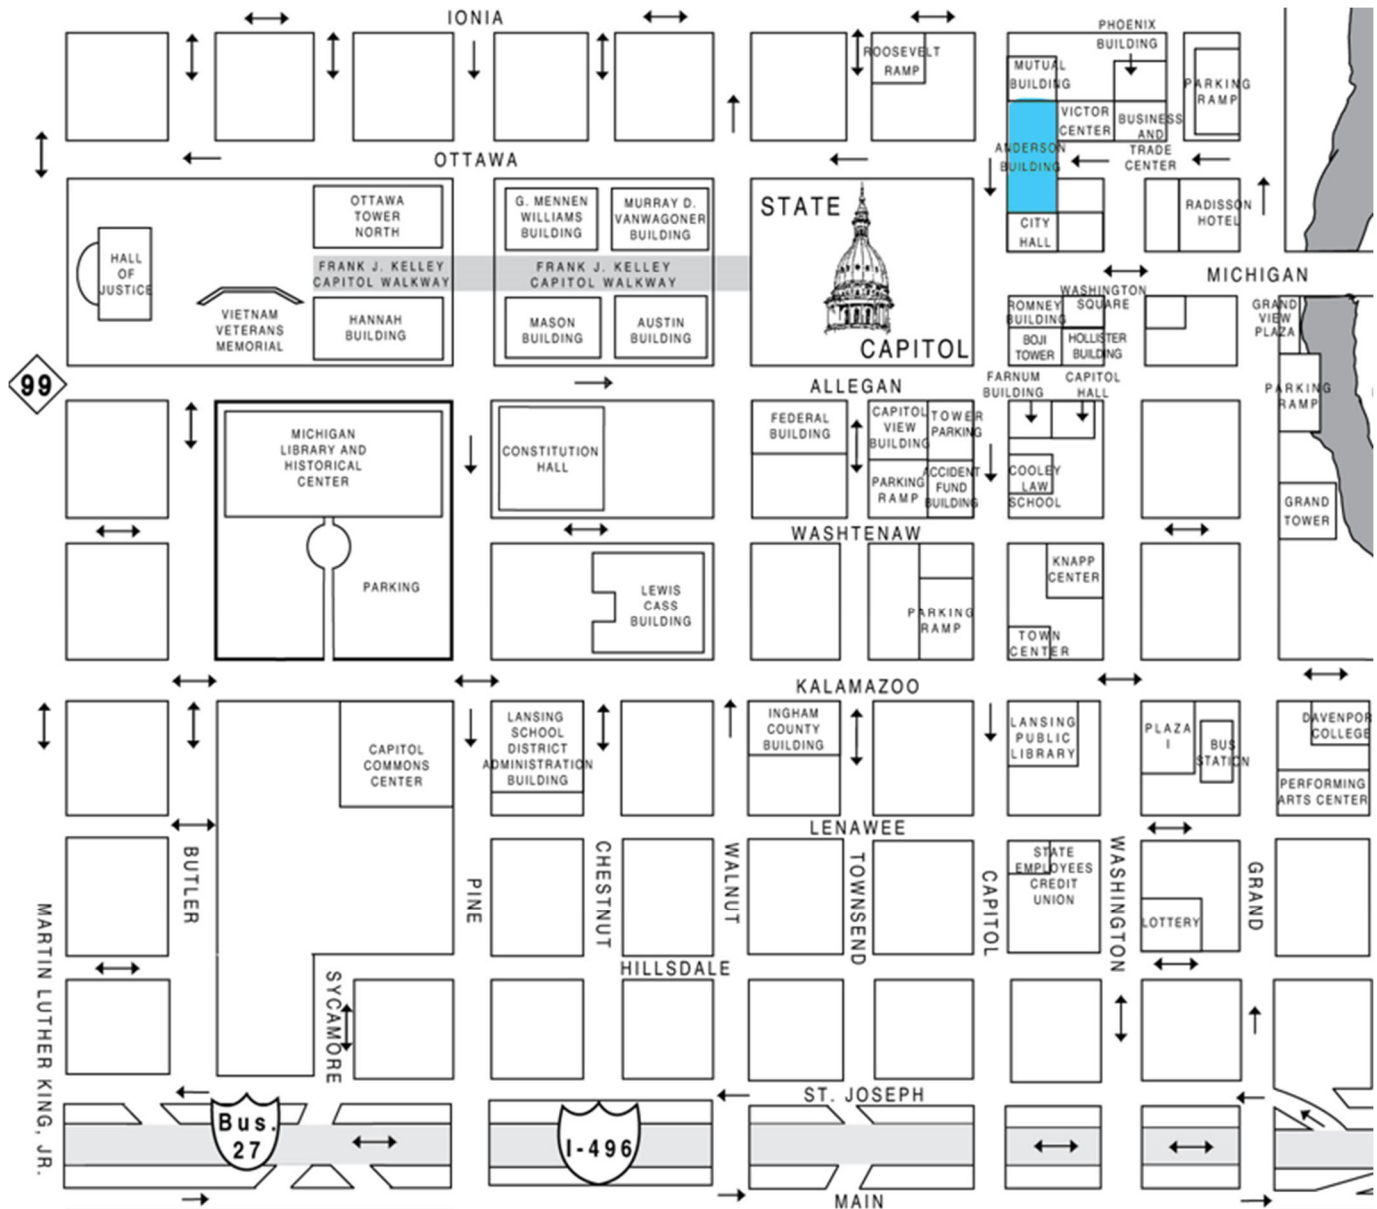 IONIA
PHOENIX
BUILDING
ROOSEVELT
RAMP
MUTUAL
BUILDING
PARKING
RAMP
VICTOR
CENTER
BUSINESS
AND
TRADE
CENTER
OTTAWA
ANDERSON
BUILDING
OTTAWA
TOWER
NORTH
G. MENNEN
WILLIAMS
BUILDING
MURRAY D.
VANWAGONER
BUILDING
STATE
CAPITOL
CITY
HALL
RADISSON
HOTEL
HALL
OF
JUSTICE
FRANK J. KELLEY
CAPITOL WALKWAY
FRANK J. KELLEY
CAPITOL WALKWAY
MICHIGAN
VIETNAM
VETERANS
MEMORIAL
HANNAH
BUILDING
MASON
BUILDING
AUSTIN
BUILDING
WASHINGTON
SQUARE
ROMNEY
BUILDING
BOJI
TOWER
HOLLISTER
BUILDING
GRAND
VIEW
PLAZA
99
ALLEGAN
FARNUM
BUILDING
CAPITOL
HALL
PARKING
RAMP
MICHIGAN
LIBRARY AND
HISTORICAL
CENTER
CONSTITUTION
HALL
FEDERAL
BUILDING
CAPITOL
VIEW
BUILDING
TOWER
PARKING
PARKING
RAMP
ACCIDENT
FUND
BUILDING
COOLEY
LAW
SCHOOL
GRAND
TOWER
WASHTENAW
PARKING
LEWIS
CASS
BUILDING
PARKING
RAMP
KNAPP
CENTER
TOWN
CENTER
KALAMAZOO
CAPITOL
COMMONS
CENTER
LANSING
SCHOOL
DISTRICT
ADMINISTRATION
BUILDING
INGHAM
COUNTY
BUILDING
LANSING
PUBLIC
LIBRARY
PLAZA
I
BUS
STATION
DAVENPOR
COLLEGE
PERFORMING
ARTS CENTER
LENAWEE
STATE
EMPLOYEES
CREDIT
UNION
LOTTERY
MARTIN LUTHER KING, JR.
BUTLER
SYCAMORE
PINE
CHESTNUT
WALNUT
TOWNSEND
CAPITOL
WASHINGTON
GRAND
HILLSDALE
ST. JOSEPH
Bus.
27
I-496
MAIN